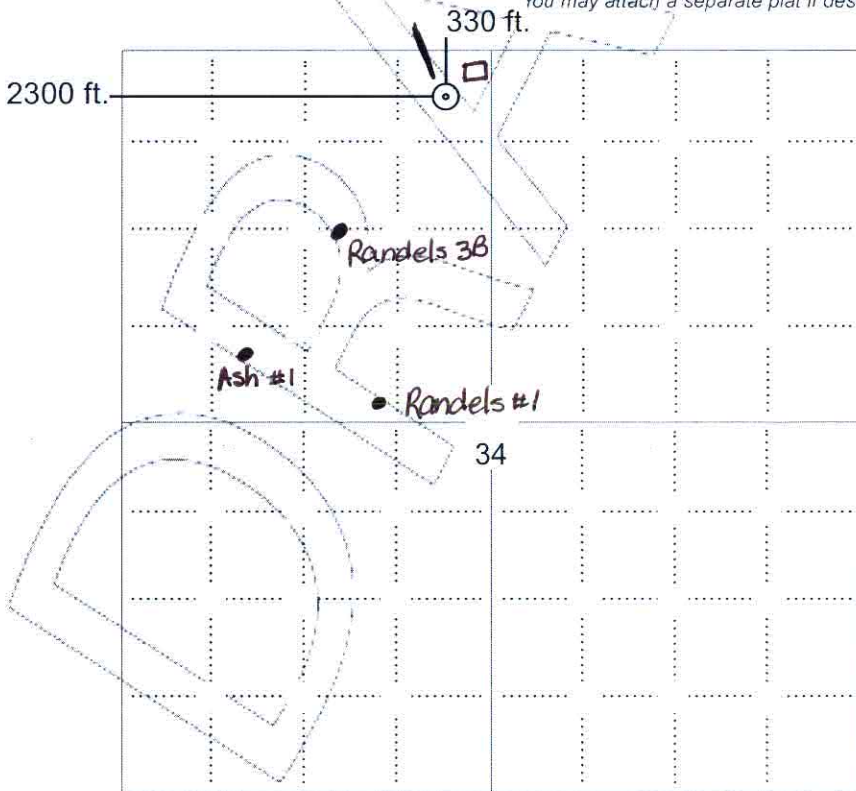 You may attach a separate plat if des
330 ft.
2300 ft.
Randels 3B
Ash #1
Randels #1
34